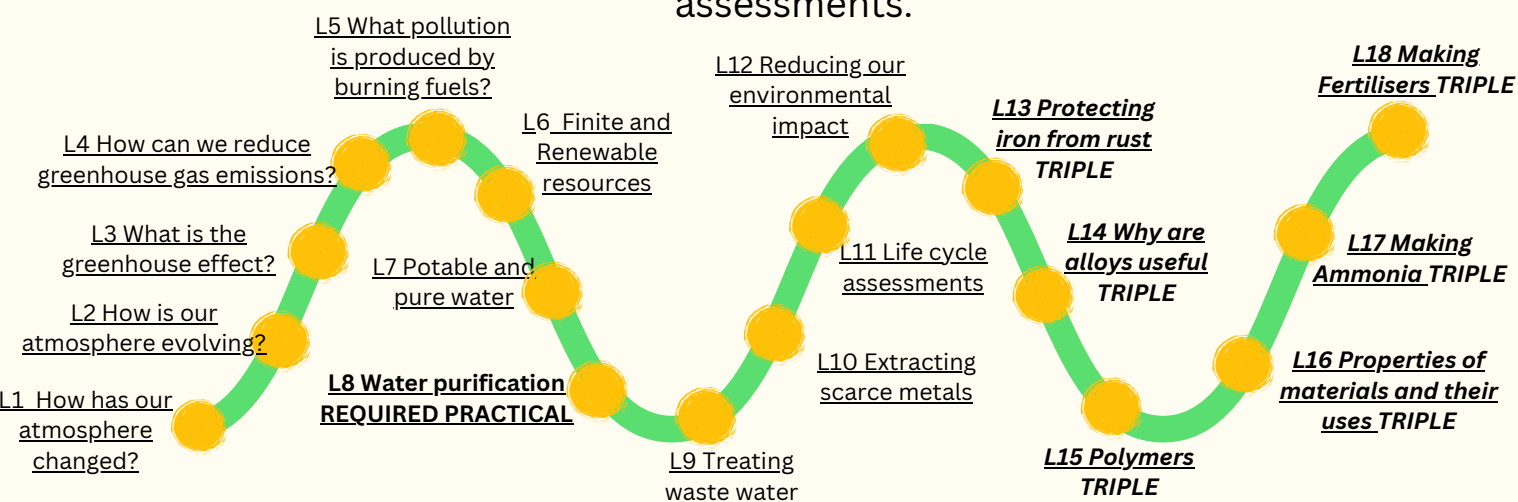 assessments.
L5 What pollution
is produced by
burning fuels?
L4 How can we reduce
greenhouse gas emissions?
L3 What is the
greenhouse effect?
L2 How is our
atmosphere evolving?
L1 How has our
atmosphere
changed?
L6 Finite and
Renewable
resources
L7 Potable and
pure water
L8 Water purification
REQUIRED PRACTICAL
L9 Treating
waste water
L10 Extracting
scarce metals
L11 Life cycle
assessments
L12 Reducing our
environmental
impact
L13 Protecting
iron from rust
TRIPLE
L14 Why are
alloys useful
TRIPLE
L15 Polymers
TRIPLE
L16 Properties of
materials and their
uses TRIPLE
L17 Making
Ammonia TRIPLE
L18 Making
Fertilisers TRIPLE